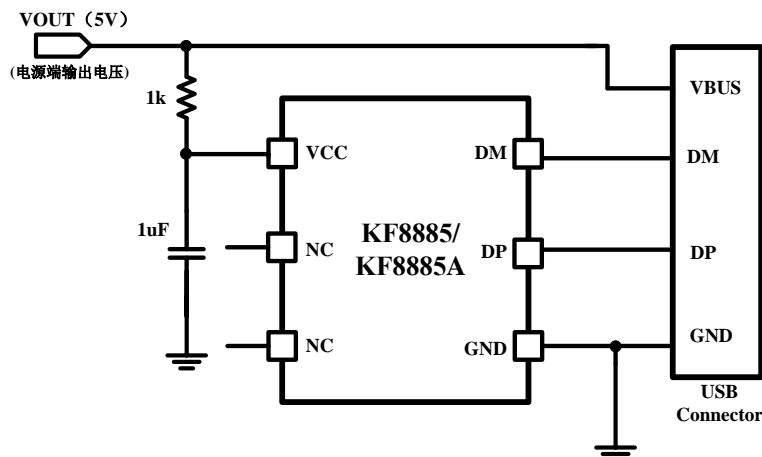 VOUT（5V）
(电源端输出电压)
1k
1uF
VCC
NC
NC
KF8885/
KF8885A
DM
DP
GND
VBUS
DM
DP
GND
USB
Connector